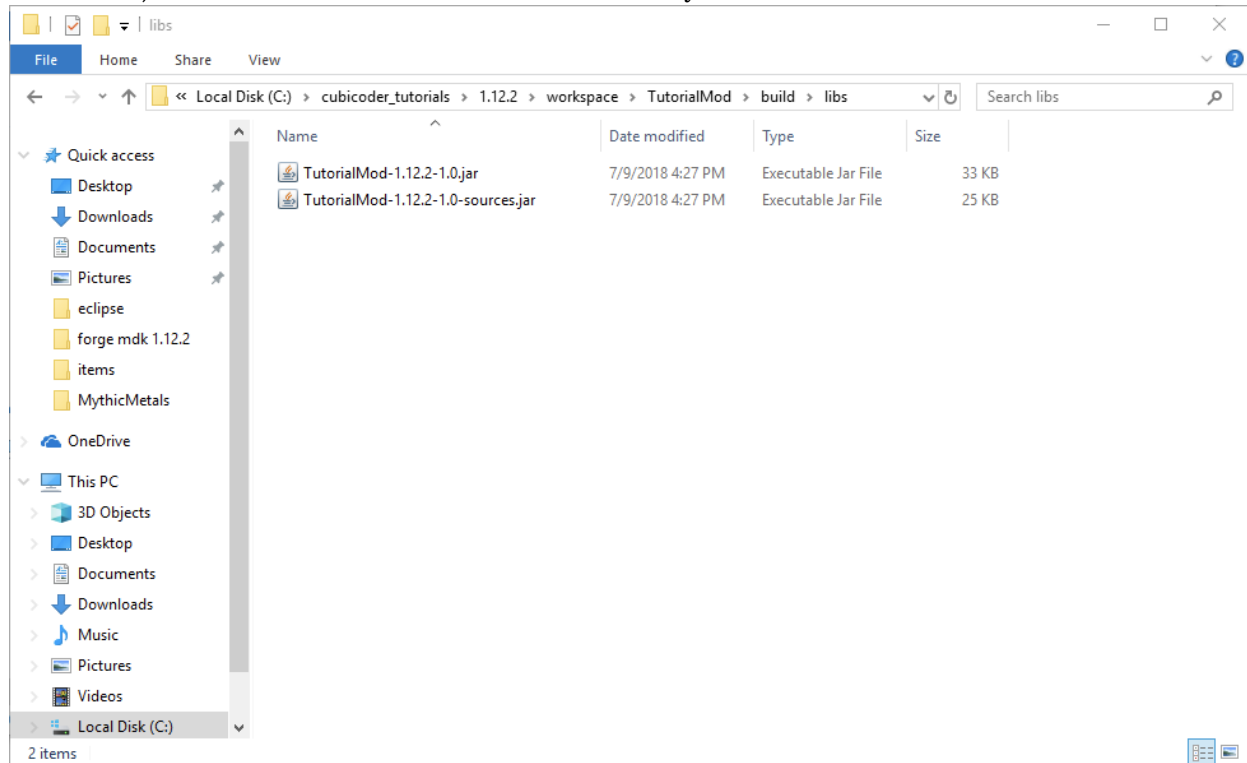 libs
File Home Share View
« Local Disk (C:) › cubicoder_tutorials › 1.12.2 › workspace › TutorialMod › build › libs Search libs
Name Date modified Type Size
Quick access
TutorialMod-1.12.2-1.0.jar 7/9/2018 4:27 PM Executable Jar File 33 KB
Desktop
TutorialMod-1.12.2-1.0-sources.jar 7/9/2018 4:27 PM Executable Jar File 25 KB
Downloads
Documents
Pictures
eclipse
forge mdk 1.12.2
items
MythicMetals
OneDrive
This PC
3D Objects
Desktop
Documents
Downloads
Music
Pictures
Videos
Local Disk (C:)
2 items